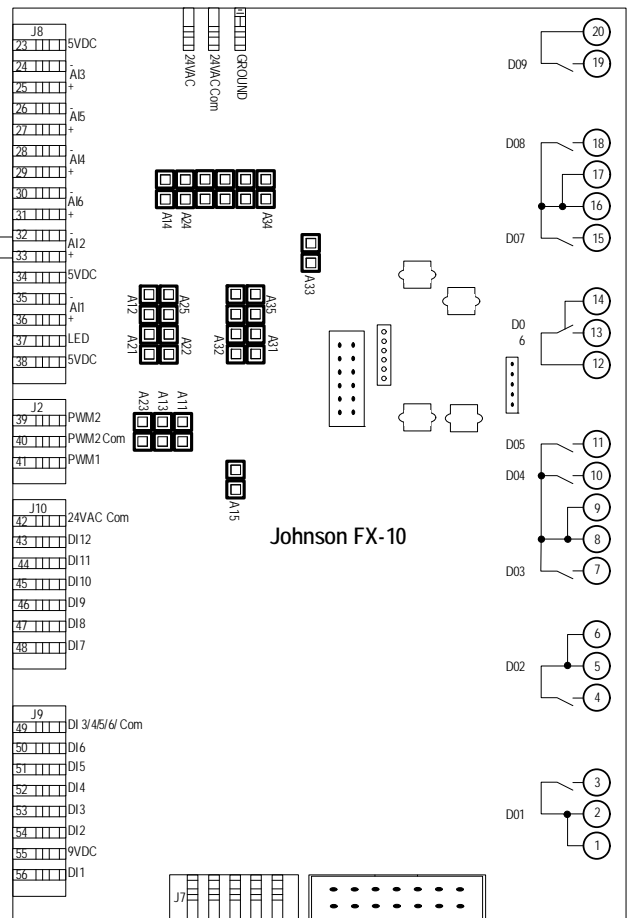 J8
23 5VDC
24 -
AI3
25 +
26 -
AI5
27 +
28 -
AI4
29 +
30 -
AI6
31 +
32 -
AI2
33 +
34 5VDC
35 -
AI1
36 +
37 LED
38 5VDC
J2
39 PWM2
40 PWM2 Com
41 PWM1
J10
42 24VAC Com
43 DI12
44 DI11
45 DI10
46 DI9
47 DI8
48 DI7
J9
49 DI 3/4/5/6/ Com
50 DI6
51 DI5
52 DI4
53 DI3
54 DI2
55 9VDC
56 DI1
24VAC
24VAC Com
GROUND
A14
A24
A34
A33
A12
A25
A21
A22
A35
A32
A31
A23
A13
A11
A15
Johnson FX-10
J7
20
D09 19
D08 18
17
16
D07 15
14
D0
6
13
12
D05 11
D04 10
9
8
D03 7
6
D02 5
4
3
D01 2
1